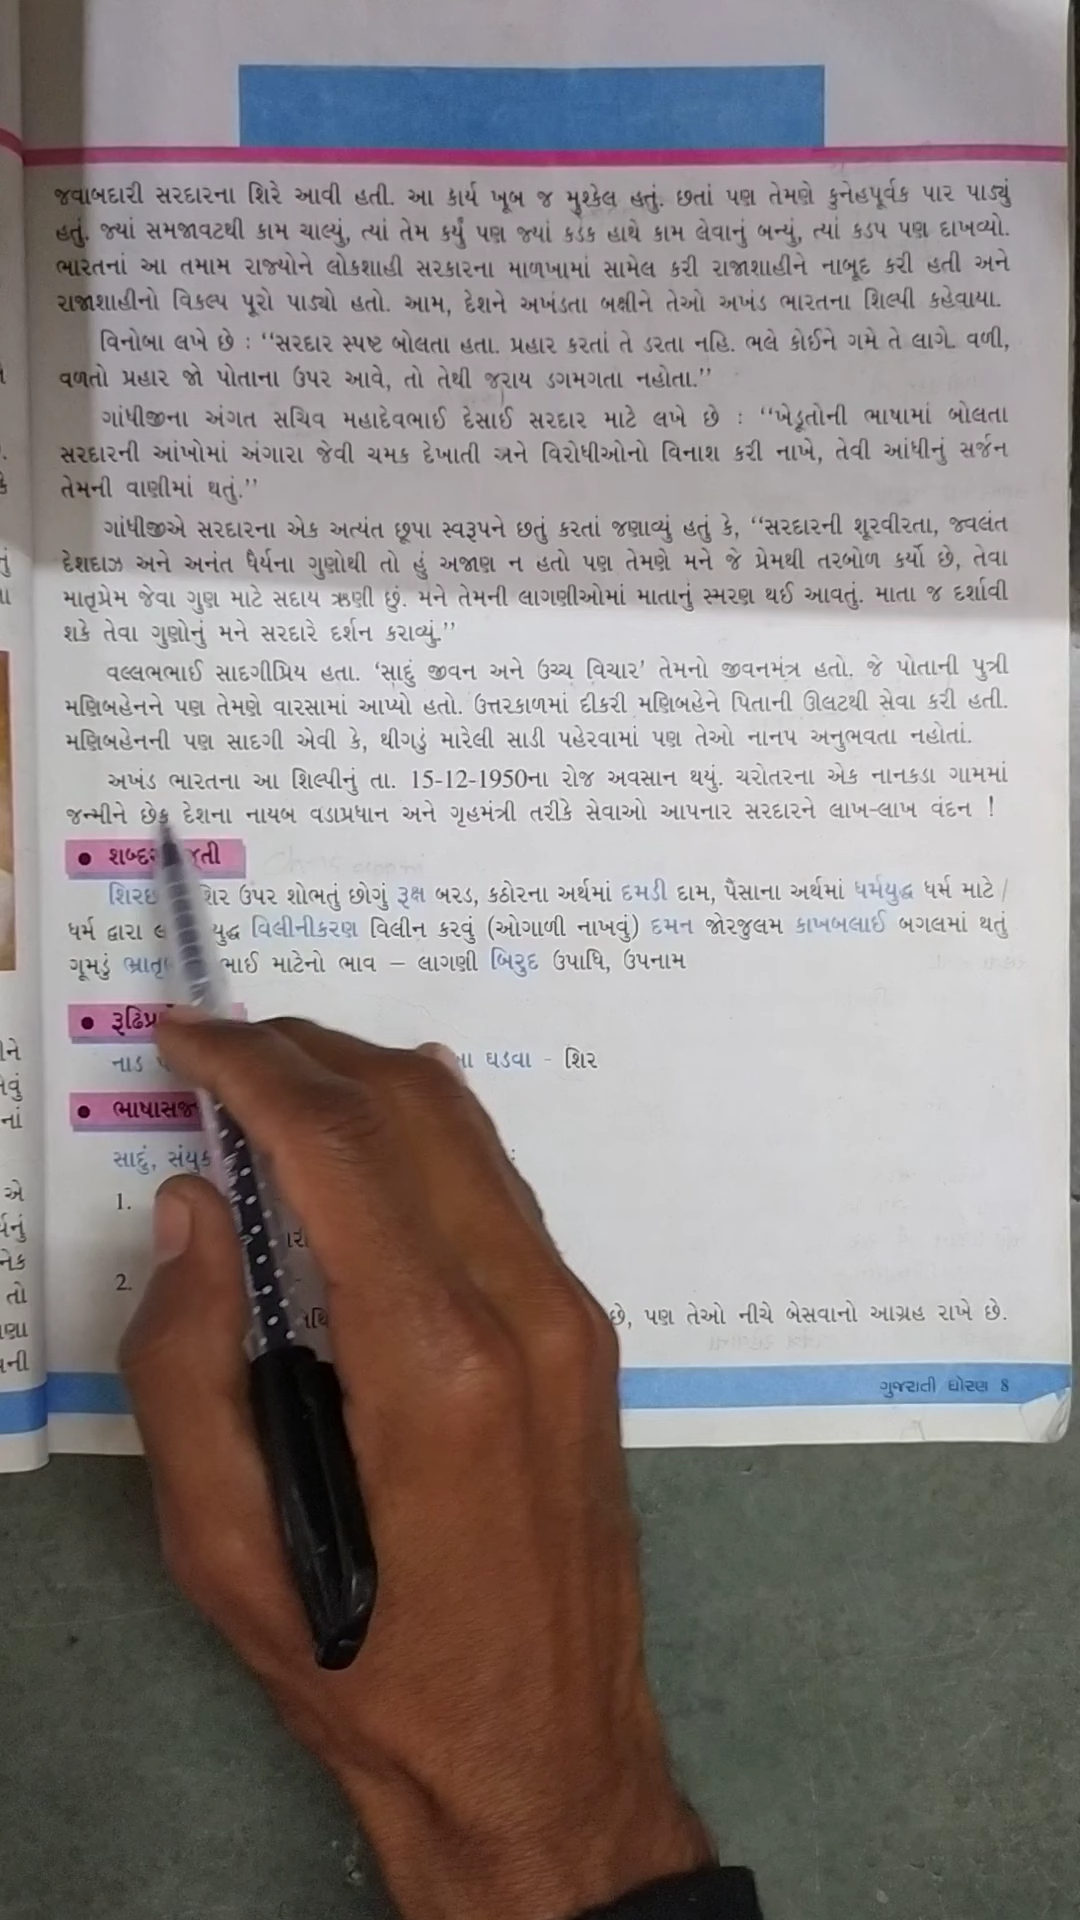 જવાબદારી સરદારના શિરે આવી હતી. આ કાર્ય ખૂબ જ મુશ્કેલ હતું. છતાં પણ તેમણે કુનેહપૂર્વક પાર પાડ્યું
હતું. જ્યાં સમજાવટથી કામ ચાલ્યું, ત્યાં તેમ કર્યું પણ જ્યાં કડક હાથે કામ લેવાનું બન્યું, ત્યાં કડપ પણ દાખવ્યો.
ભારતનાં આ તમામ રાજ્યોને લોકશાહી સરકારના માળખામાં સામેલ કરી રાજાશાહીને નાબૂદ કરી હતી અને
રાજાશાહીનો વિકલ્પ પૂરો પાડ્યો હતો. આમ, દેશને અખંડતા બક્ષીને તેઓ અખંડ ભારતના શિલ્પી કહેવાયા.
વિનોબા લખે છે : ‘‘સરદાર સ્પષ્ટ બોલતા હતા. પ્રહાર કરતાં તે ડરતા નહિ. ભલે કોઈને ગમે તે લાગે. વળી,
વળતો પ્રહાર જો પોતાના ઉપર આવે, તો તેથી જરાય ડગમગતા નહોતા.’’
ગાંધીજીના અંગત સચિવ મહાદેવભાઈ દેસાઈ સરદાર માટે લખે છે : ‘‘ખેડૂતોની ભાષામાં બોલતા
સરદારની આંખોમાં અંગારા જેવી ચમક દેખાતી અને વિરોધીઓનો વિનાશ કરી નાખે, તેવી આંધીનું સર્જન
તેમની વાણીમાં થતું.’’
ગાંધીજીએ સરદારના એક અત્યંત છૂપા સ્વરૂપને છતું કરતાં જણાવ્યું હતું કે, ‘‘સરદારની શૂરવીરતા, જ્વલંત
દેશદાઝ અને અનંત ધૈર્યના ગુણોથી તો હું અજાણ ન હતો પણ તેમણે મને જે પ્રેમથી તરબોળ કર્યો છે, તેવા
માતૃપ્રેમ જેવા ગુણ માટે સદાય ઋણી છું. મને તેમની લાગણીઓમાં માતાનું સ્મરણ થઈ આવતું. માતા જ દર્શાવી
શકે તેવા ગુણોનું મને સરદારે દર્શન કરાવ્યું.’’
વલ્લભભાઈ સાદગીપ્રિય હતા. ‘સાદું જીવન અને ઉચ્ચ વિચાર’ તેમનો જીવનમંત્ર હતો. જે પોતાની પુત્રી
મણિબહેનને પણ તેમણે વારસામાં આપ્યો હતો. ઉત્તરકાળમાં દીકરી મણિબહેને પિતાની ઊલટથી સેવા કરી હતી.
મણિબહેનની પણ સાદગી એવી કે, થીગડું મારેલી સાડી પહેરવામાં પણ તેઓ નાનપ અનુભવતા નહોતાં.
અખંડ ભારતના આ શિલ્પીનું તા. 15-12-1950ના રોજ અવસાન થયું. ચરોતરના એક નાનકડા ગામમાં
જન્મીને છેક દેશના નાયબ વડાપ્રધાન અને ગૃહમંત્રી તરીકે સેવાઓ આપનાર સરદારને લાખ-લાખ વંદન !
શિર ઉપર શોભતું છોગું રૂક્ષ બરડ, કઠોરના અર્થમાં દમડી દામ, પૈસાના અર્થમાં ધર્મયુદ્ધ ધર્મ માટે /
ધર્મ દ્વારા યુદ્ધ વિલીનીકરણ વિલીન કરવું (ઓગાળી નાખવું) દમન જોરજુલમ કાખબલાઈ બગલમાં થતું
ગૂમડું ભાઈ માટેનો ભાવ – લાગણી બિરુદ ઉપાધિ, ઉપનામ
નાડ ઘડવા - શિર
સાદું,
1.
2.
છે, પણ તેઓ નીચે બેસવાનો આગ્રહ રાખે છે.
ગુજરાતી ધોરણ 8